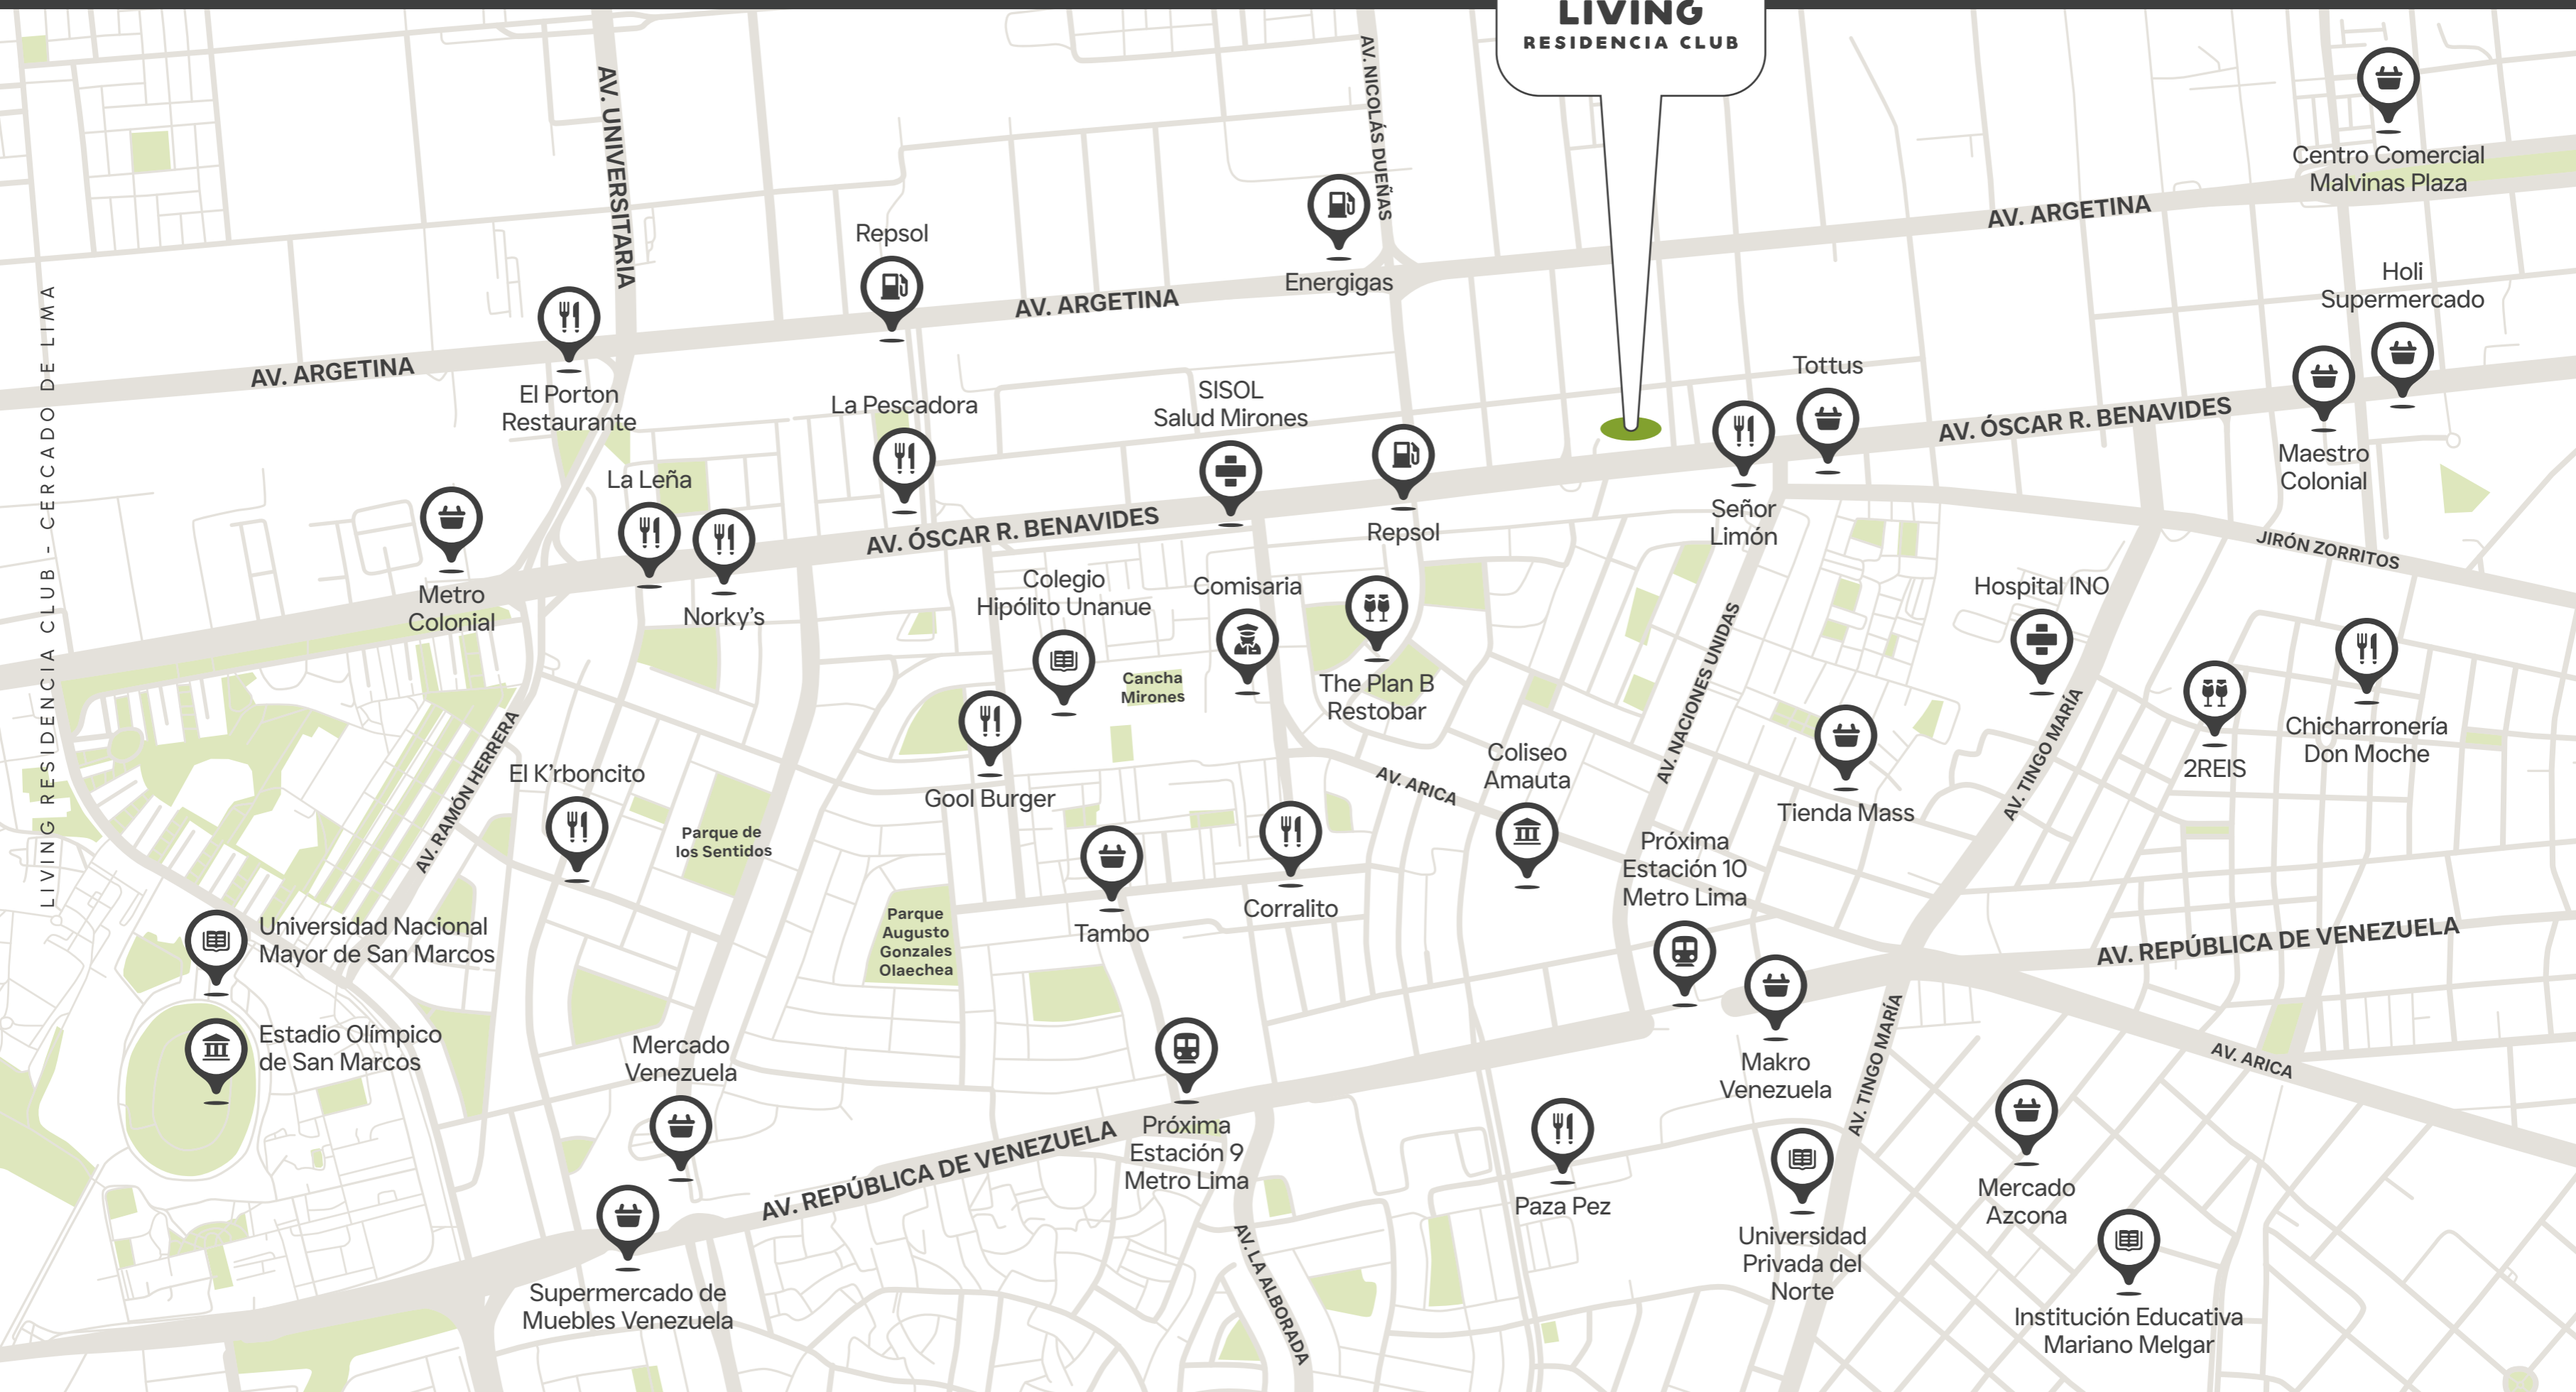 LIVING
RESIDENCIA CLUB
AV. UNIVERSITARIA
AV. NICOLÁS DUEÑAS
Centro Comercial
Malvinas Plaza
AV. ARGETINA
Repsol
Energigas
AV. ARGETINA
Holi
Supermercado
AV. ARGETINA
El Porton
Restaurante
La Pescadora
SISOL
Salud Mirones
Tottus
AV. ÓSCAR R. BENAVIDES
Maestro
Colonial
La Leña
AV. ÓSCAR R. BENAVIDES
Repsol
Señor
Limón
JIRÓN ZORRITOS
Metro
Colonial
Norky's
Colegio
Hipólito Unanue
Comisaria
Hospital INO
Cancha
Mirones
The Plan B
Restobar
AV. NACIONES UNIDAS
AV. TINGO MARÍA
2REIS
Chicharronería
Don Moche
LIVING RESIDENCIA CLUB - CERCADO DE LIMA
AV. RAMÓN HERRERA
El K'rboncito
Parque de
los Sentidos
Gool Burger
AV. ARICA
Coliseo
Amauta
Tienda Mass
Próxima
Estación 10
Metro Lima
Universidad Nacional
Mayor de San Marcos
Parque
Augusto
Gonzales
Olaechea
Tambo
Corralito
AV. REPÚBLICA DE VENEZUELA
Estadio Olímpico
de San Marcos
Mercado
Venezuela
Makro
Venezuela
AV. TINGO MARÍA
AV. ARICA
AV. REPÚBLICA DE VENEZUELA
Próxima
Estación 9
Metro Lima
Paza Pez
Mercado
Azcona
Universidad
Privada del
Norte
AV. LA ALBORADA
Supermercado de
Muebles Venezuela
Institución Educativa
Mariano Melgar